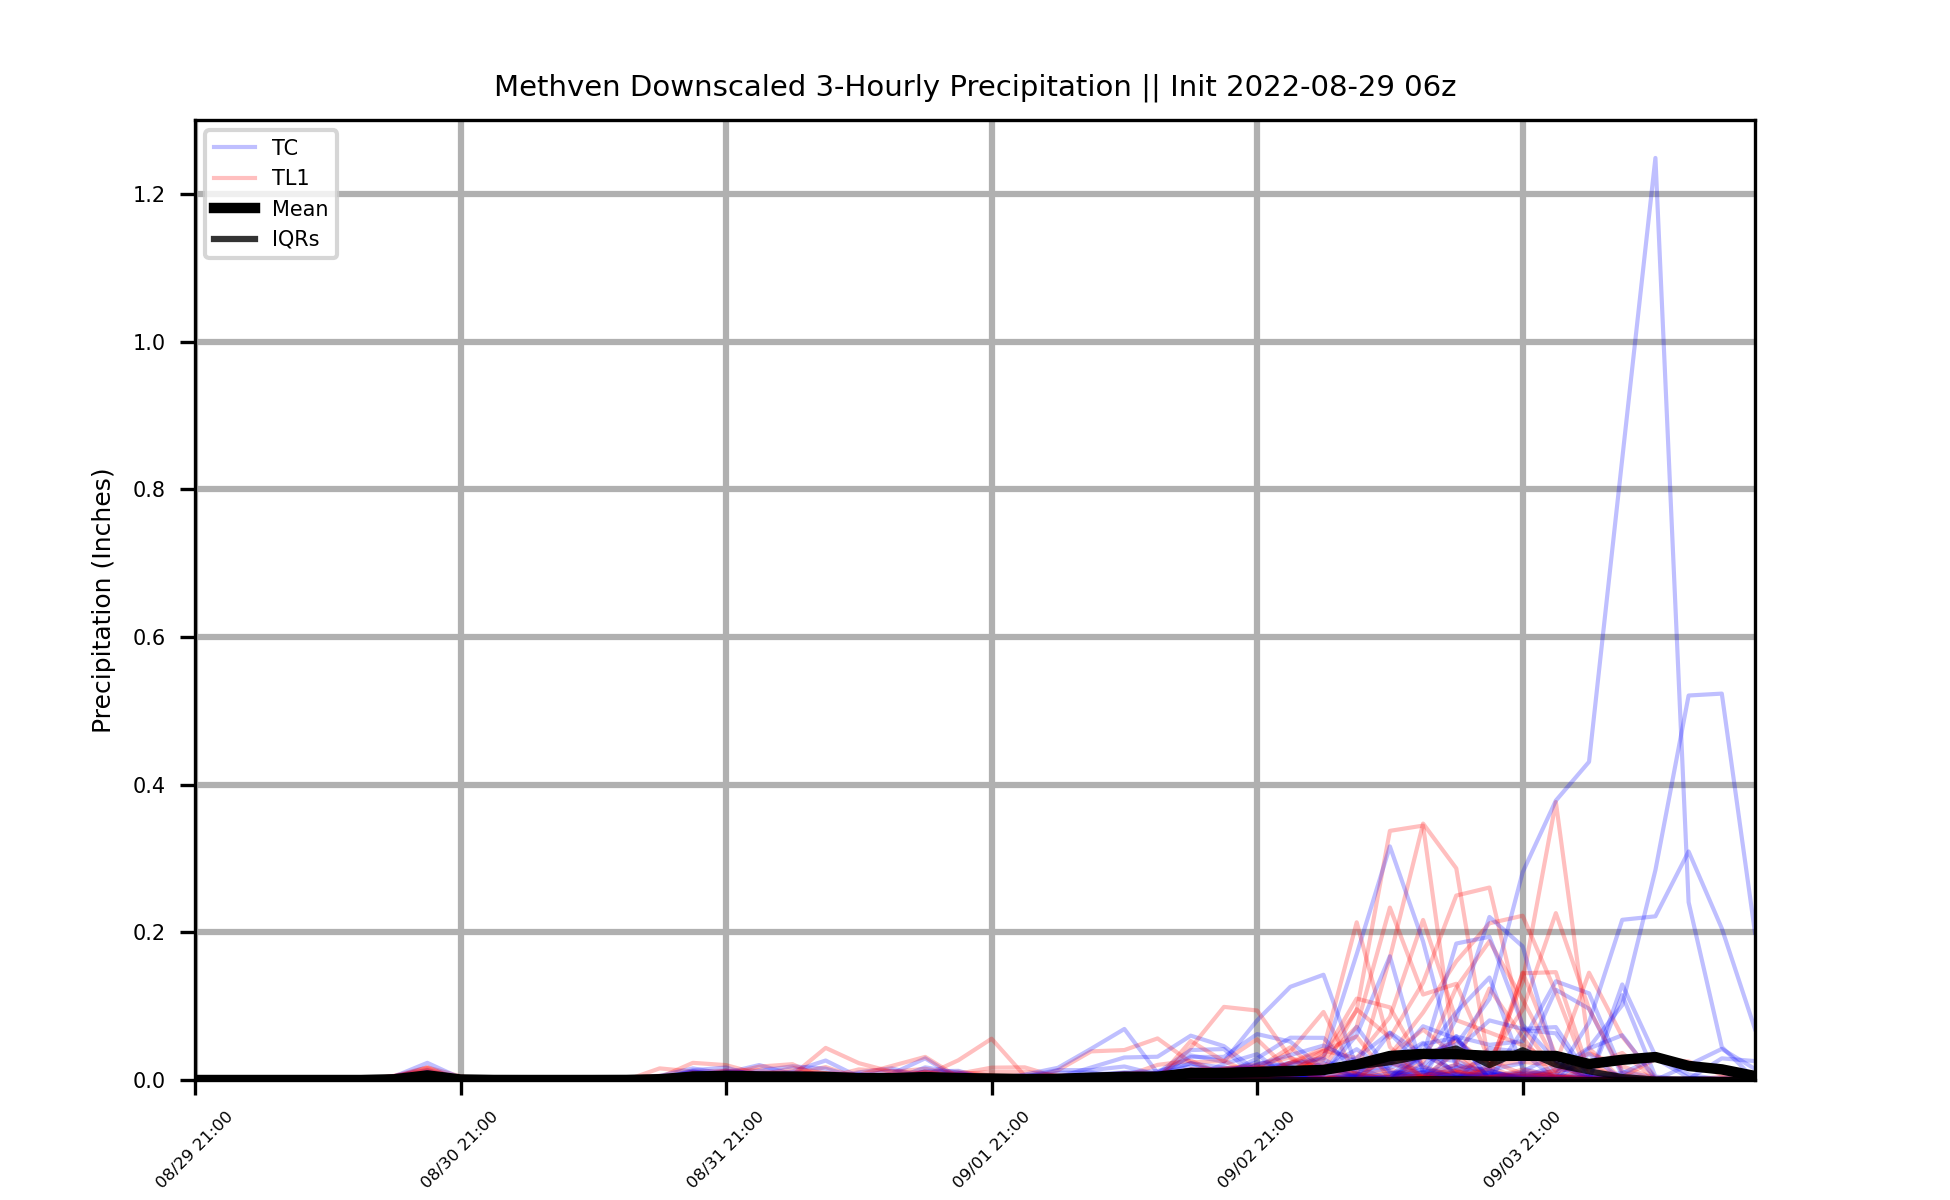 Methven Downscaled 3-Hourly Precipitation || Init 2022-08-29 06z
TC
TL1
Mean
IQRs
Precipitation (Inches)
1.2
1.0
0.8
0.6
0.4
0.2
0.0
08/29 21:00
08/30 21:00
08/31 21:00
09/01 21:00
09/02 21:00
09/03 21:00